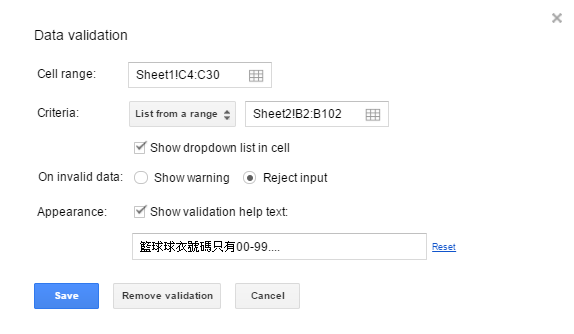 Data validation
Cell range: Sheet1!C4:C30
Criteria: List from a range Sheet2!B2:B102
Show dropdown list in cell
On invalid data: Show warning Reject input
Appearance: Show validation help text:
籃球球衣號碼只有00-99.... Reset
Save Remove validation Cancel